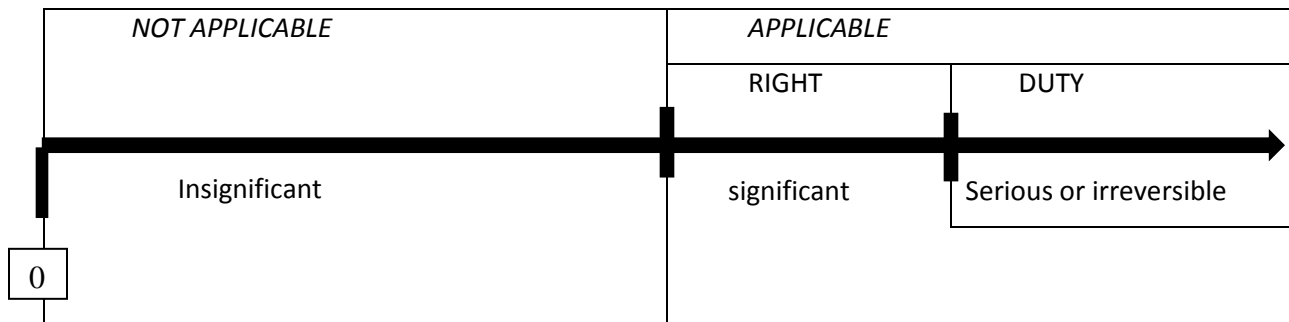 NOT APPLICABLE
APPLICABLE
RIGHT
DUTY
Insignificant
significant
Serious or irreversible
0